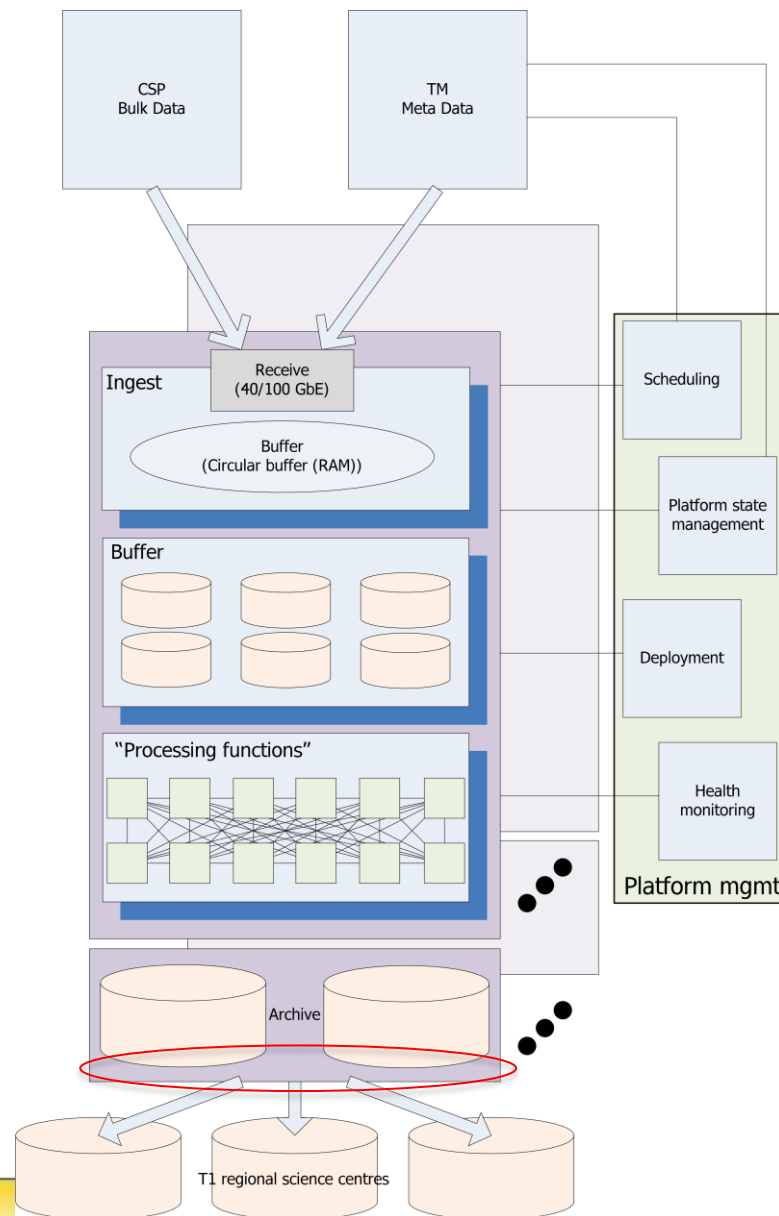 CSP
Bulk Data
TM
Meta Data
Receive
(40/100 GbE)
Ingest
Buffer
(Circular buffer (RAM))
Buffer
“Processing functions”
Archive
T1 regional science centres
Scheduling
Platform state
management
Deployment
Health
monitoring
Platform mgmt